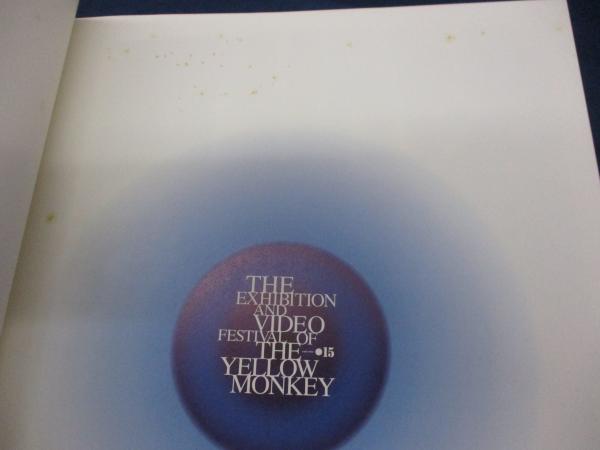 THE
EXHIBITION
AND
VIDEO
FESTIVAL OF
THE ●15
YELLOW
MONKEY